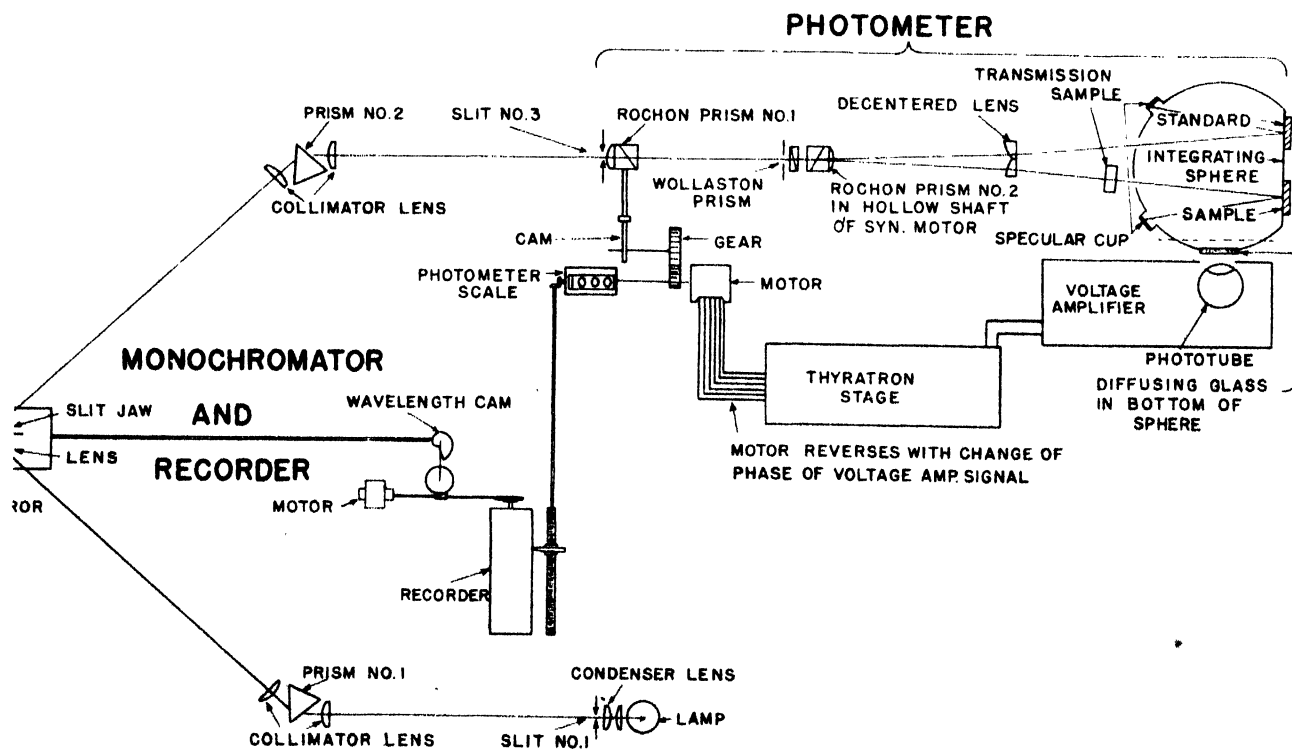 PHOTOMETER
TRANSMISSION
SAMPLE
PRISM NO.2
SLIT NO.3
ROCHON PRISM NO.1
DECENTERED LENS
STANDARD
INTEGRATING
SPHERE
WOLLASTON
PRISM
ROCHON PRISM NO.2
IN HOLLOW SHAFT
OF SYN. MOTOR
COLLIMATOR LENS
SAMPLE
CAM
GEAR
SPECULAR CUP
PHOTOMETER
SCALE
MOTOR
VOLTAGE
AMPLIFIER
PHOTOTUBE
MONOCHROMATOR
AND
RECORDER
THYRATRON
STAGE
DIFFUSING GLASS
IN BOTTOM OF
SPHERE
SLIT JAW
WAVELENGTH CAM
LENS
MOTOR REVERSES WITH CHANGE OF
PHASE OF VOLTAGE AMP. SIGNAL
ROR
MOTOR
RECORDER
PRISM NO.1
CONDENSER LENS
LAMP
COLLIMATOR LENS
SLIT NO.1